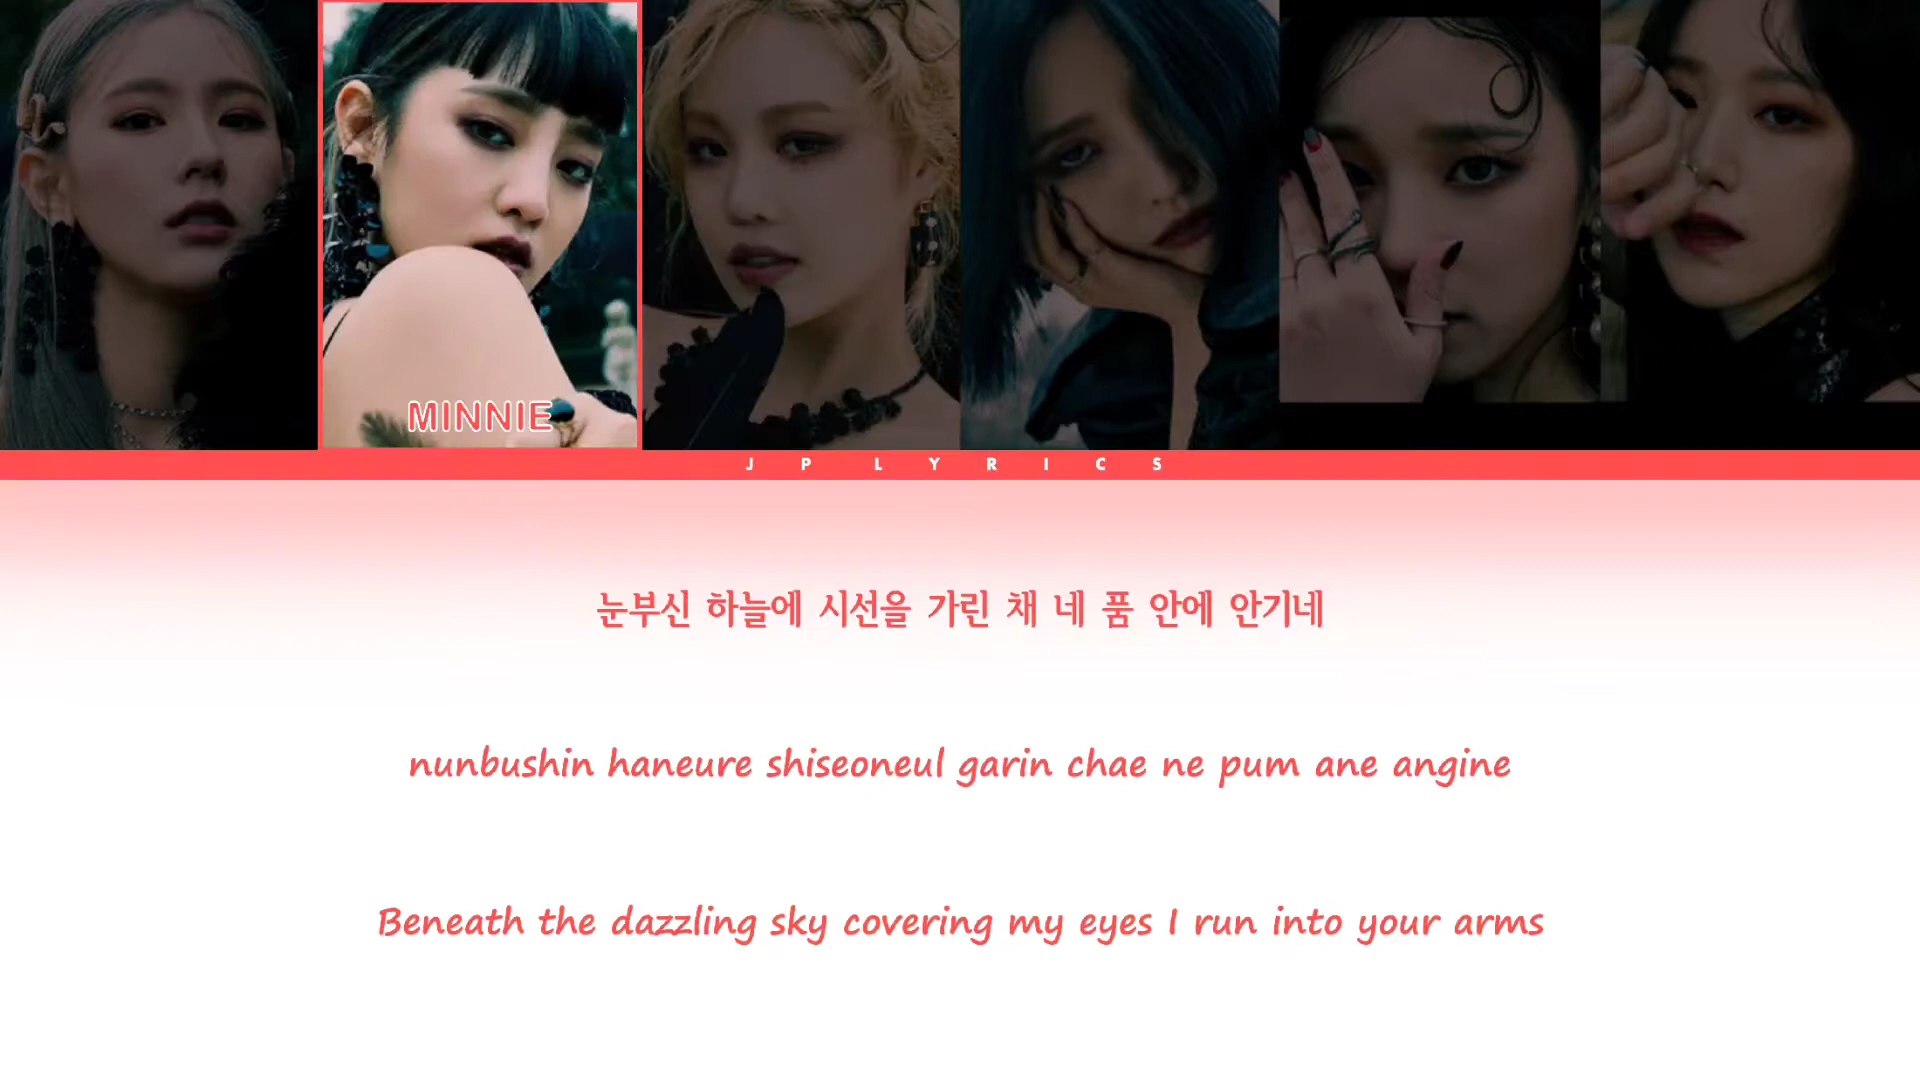 MINNIE
JPLYRICS
눈부신 하늘에 시선을 가린 채 네 품 안에 안기네
nunbushin haneure shiseoneul garin chae ne pum ane angine
Beneath the dazzling sky covering my eyes I run into your arms